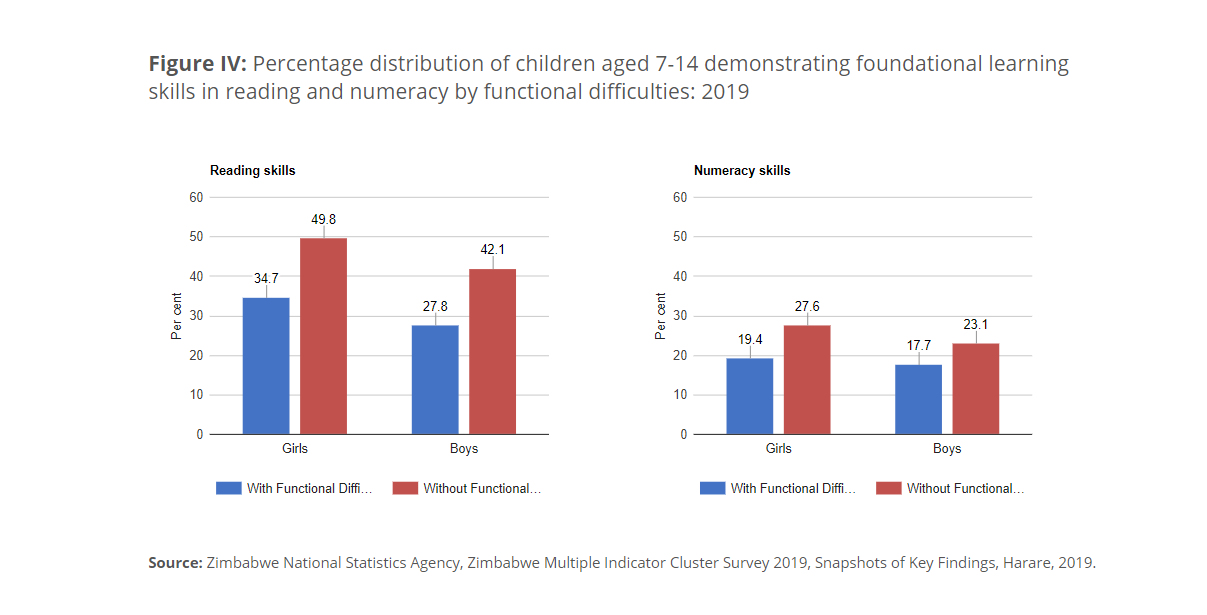 Figure IV: Percentage distribution of children aged 7-14 demonstrating foundational learning
skills in reading and numeracy by functional difficulties: 2019
Reading skills
60
50
40
30
20
10
0
Per cent
49.8
42.1
34.7
27.8
Girls
Boys
With Functional Diffi…
Without Functional…
Numeracy skills
60
50
40
30
20
10
0
Per cent
27.6
23.1
19.4
17.7
Girls
Boys
With Functional Diffi…
Without Functional…
Source: Zimbabwe National Statistics Agency, Zimbabwe Multiple Indicator Cluster Survey 2019, Snapshots of Key Findings, Harare, 2019.